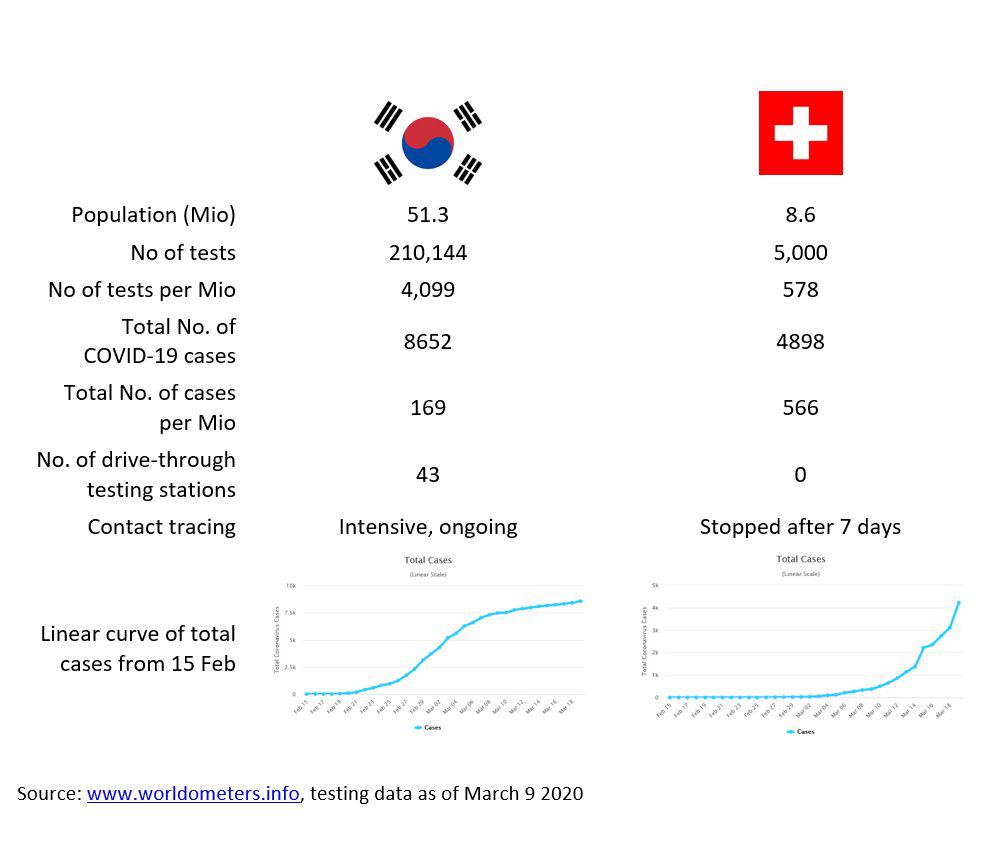 Population (Mio) 51.3 8.6
No of tests 210,144 5,000
No of tests per Mio 4,099 578
Total No. of
COVID-19 cases 8652 4898
Total No. of cases
per Mio 169 566
No. of drive-through
testing stations 43 0
Contact tracing Intensive, ongoing Stopped after 7 days
Linear curve of total
cases from 15 Feb
Total Cases
(Linear Scale)
Total Coronavirus Cases
10k
7.5k
5k
2.5k
0
Feb 15 Feb 17 Feb 19 Feb 21 Feb 23 Feb 25 Feb 27 Feb 29 Mar 02 Mar 04 Mar 06 Mar 08 Mar 10 Mar 12 Mar 14 Mar 16 Mar 18
Cases
Total Cases
(Linear Scale)
Total Coronavirus Cases
5k
4k
3k
2k
1k
0
Feb 15 Feb 17 Feb 19 Feb 21 Feb 23 Feb 25 Feb 27 Feb 29 Mar 02 Mar 04 Mar 06 Mar 08 Mar 10 Mar 12 Mar 14 Mar 16 Mar 18
Cases
Source: www.worldometers.info, testing data as of March 9 2020